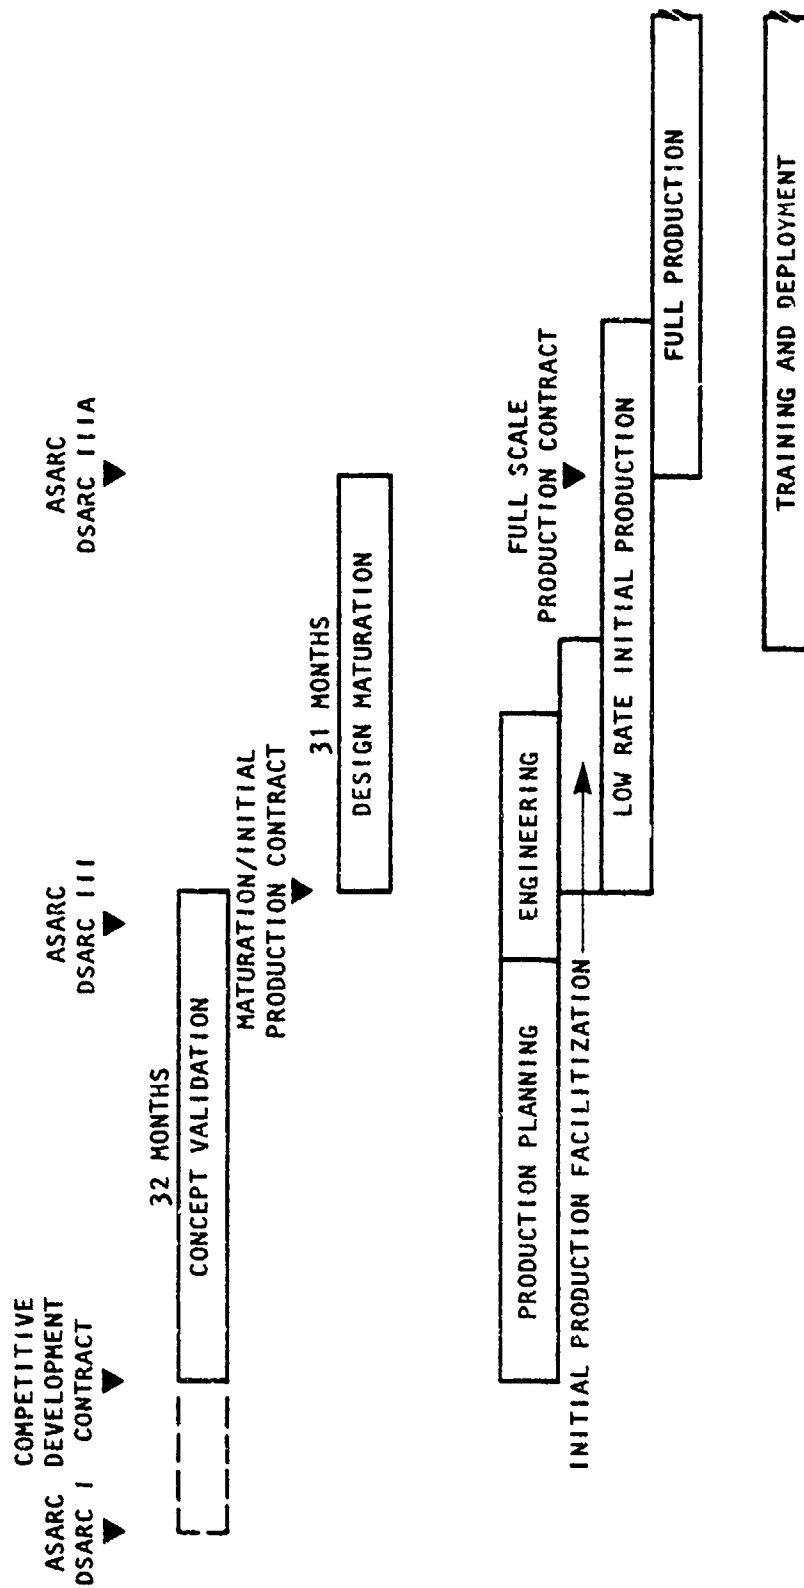 COMPETITIVE
ASARC DEVELOPMENT
DSARC I CONTRACT
ASARC
DSARC III
ASARC
DSARC IIIA
32 MONTHS
CONCEPT VALIDATION
MATURATION/INITIAL
PRODUCTION CONTRACT
31 MONTHS
DESIGN MATURATION
PRODUCTION PLANNING
ENGINEERING
FULL SCALE
PRODUCTION CONTRACT
INITIAL PRODUCTION FACILITIZATION
LOW RATE INITIAL PRODUCTION
FULL PRODUCTION
TRAINING AND DEPLOYMENT